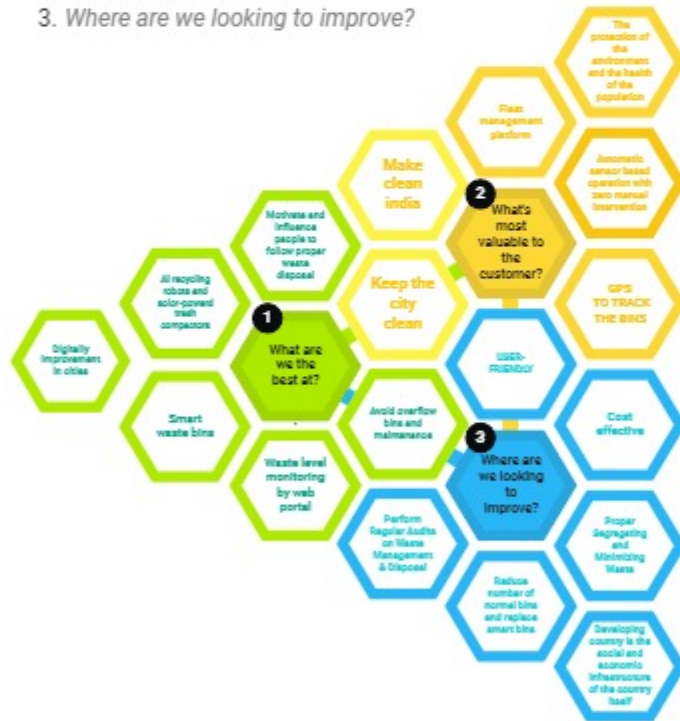 3. Where are we looking to improve?
The
protection of
the
environment
and the health
of the
population
Fleet
management
platform
Make
clean
india
Automatic
sensor based
operation with
zero manual
intervention
2
What's
most
valuable to
the
customer?
Motivate and
influence
people to
follow proper
waste
disposal
Keep the
city
clean
GPS
TO TRACK
THE BINS
AI recycling
robots and
solar-powerd
trash
compactors
1
What are
we the
best at?
USER-
FRIENDLY
Digitally
improvement
in cities
Smart
waste bins
Avoid overflow
bins and
Cost
effective
3
Where are
we looking
to
improve?
Waste level
monitoring
by web
portal
Perform
Regular Audits
on Waste
Management
& Disposal
Proper
Segregating
and
Minimizing
Waste
Reduce
number of
normal bins
and replace
smart bins
Developing
country is the
social and
economic
infrastructure
of the country
itself